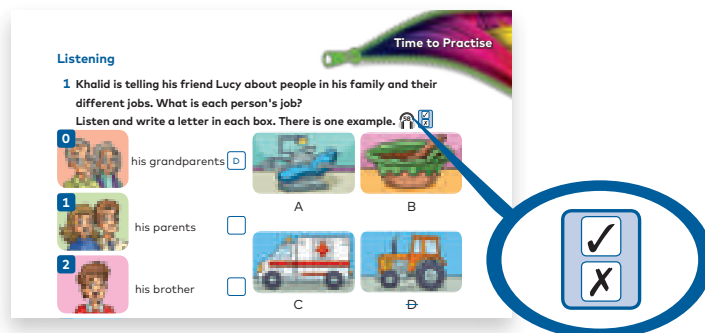 Time to Practise
Listening
1 Khalid is telling his friend Lucy about people in his family and their
different jobs. What is each person's job?
Listen and write a letter in each box. There is one example. 58
0
his grandparents D
A
B
1
his parents
2
his brother
C
D